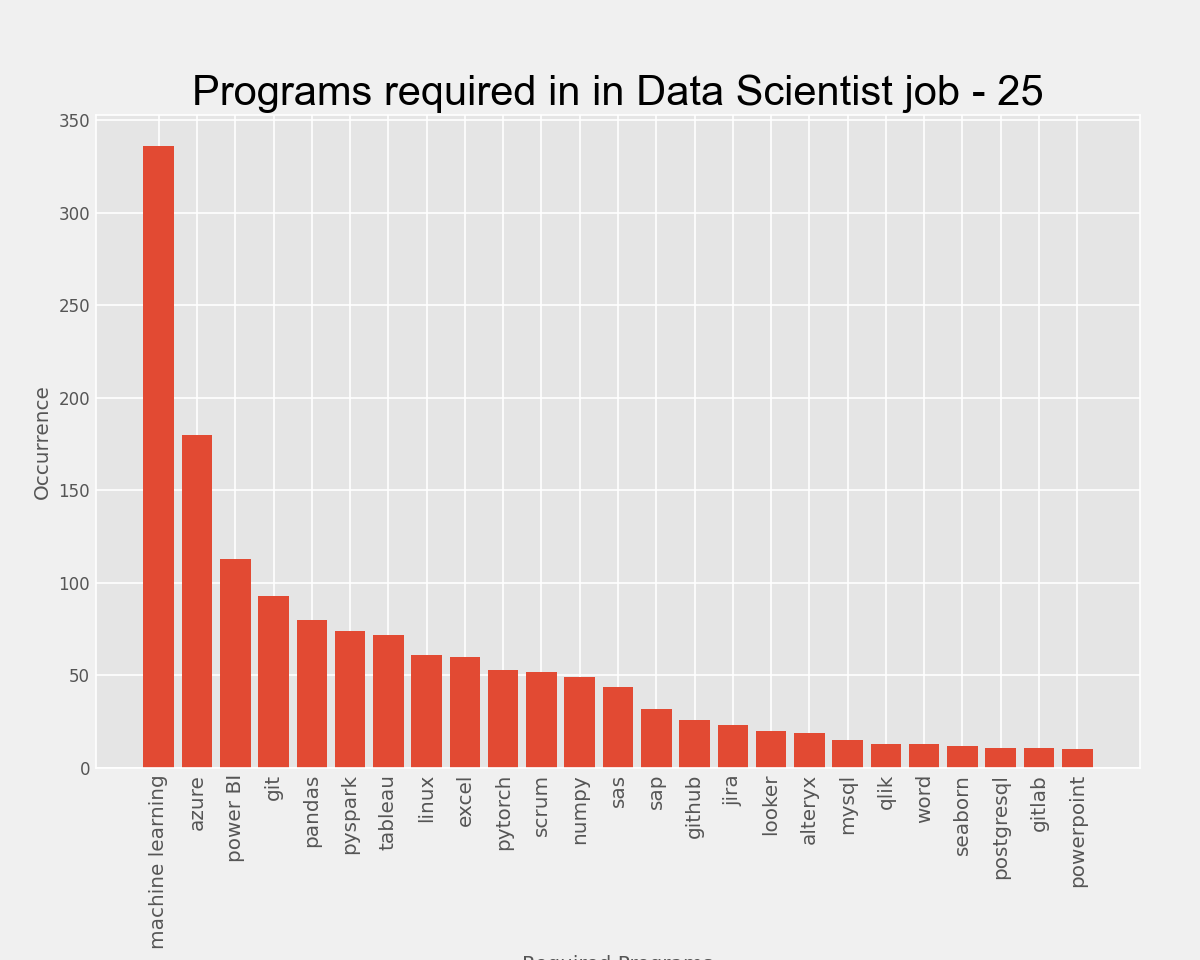 Programs required in in Data Scientist job - 25
350
300
250
200
150
100
50
0
Occurrence
machine learning
azure
power BI
git
pandas
pyspark
tableau
linux
excel
pytorch
scrum
numpy
sas
sap
github
jira
looker
alteryx
mysql
qlik
word
seaborn
postgresql
gitlab
powerpoint
Required Programs